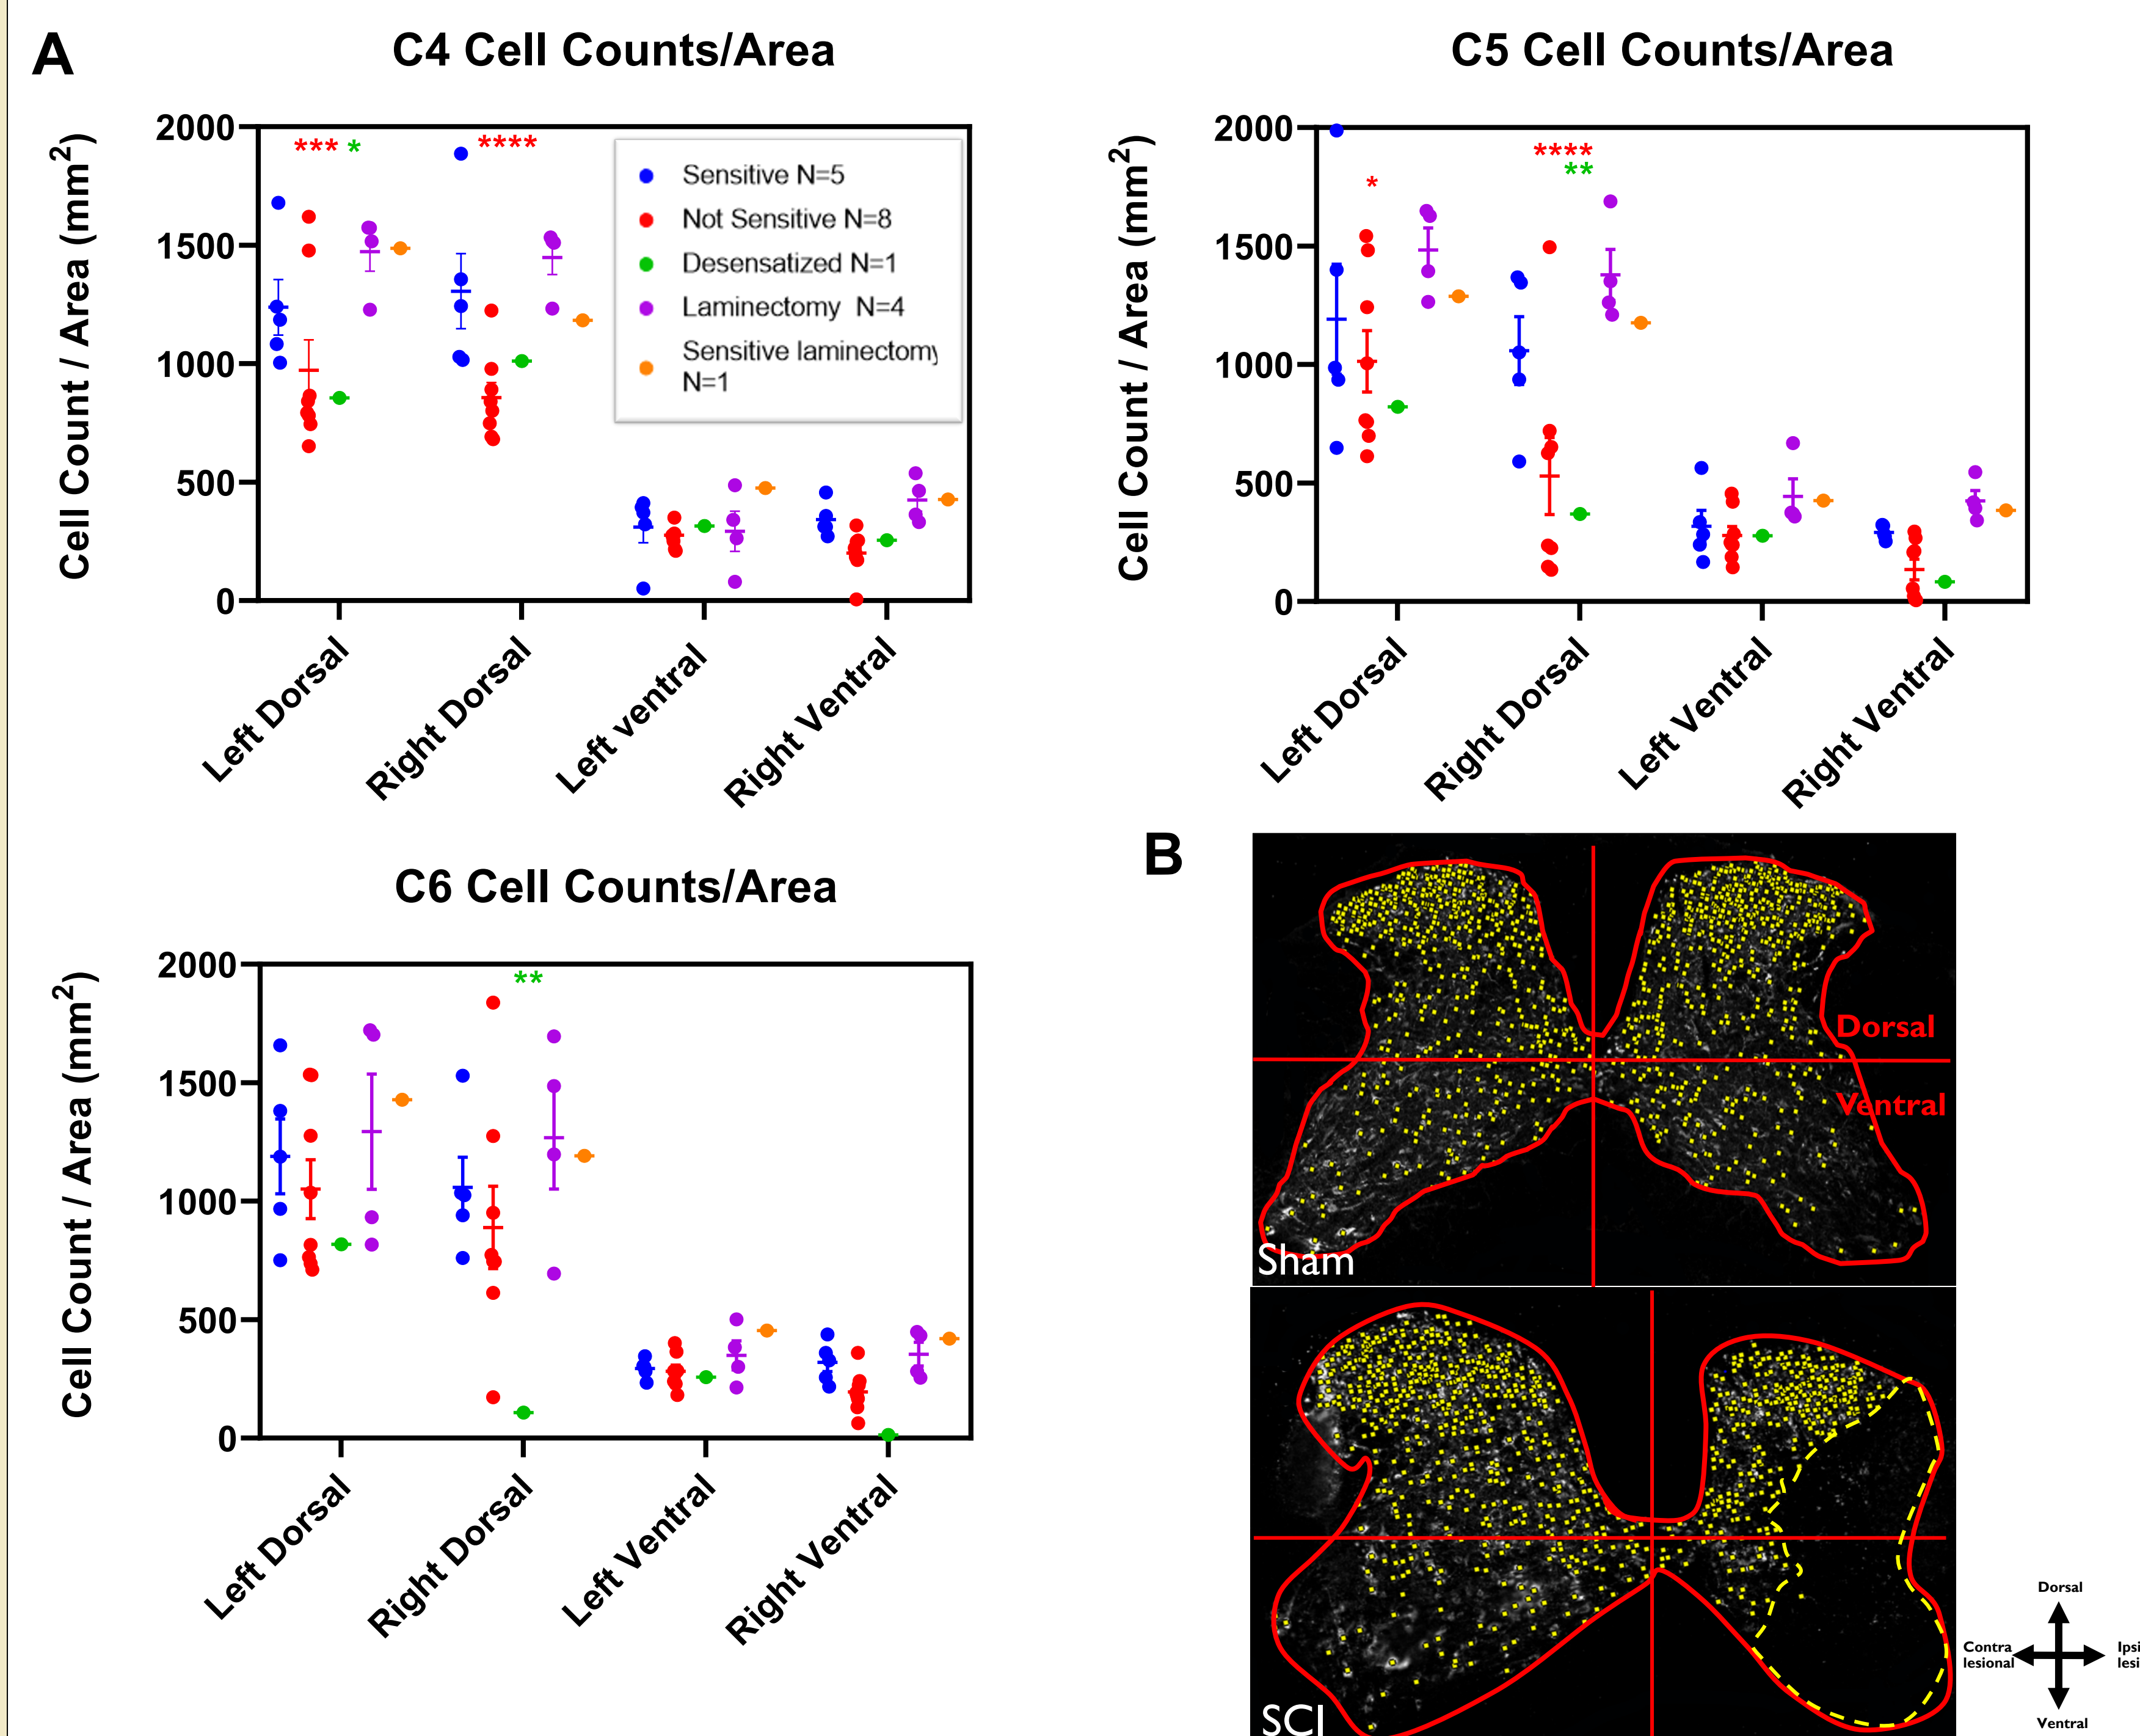 A
C4 Cell Counts/Area
Cell Count / Area (mm²)
2000
1500
1000
500
0
*** *
****
Sensitive N=5
Not Sensitive N=8
Desensatized N=1
Laminectomy N=4
Sensitive laminectomy
N=1
Left Dorsal
Right Dorsal
Left ventral
Right Ventral
C5 Cell Counts/Area
Cell Count / Area (mm²)
2000
1500
1000
500
0
*
****
**
Left Dorsal
Right Dorsal
Left Ventral
Right Ventral
C6 Cell Counts/Area
Cell Count / Area (mm²)
2000
1500
1000
500
0
**
Left Dorsal
Right Dorsal
Left Ventral
Right Ventral
B
Dorsal
Ventral
Sham
SCI
Dorsal
Contra
lesional
Ipsi
lesi
Ventral